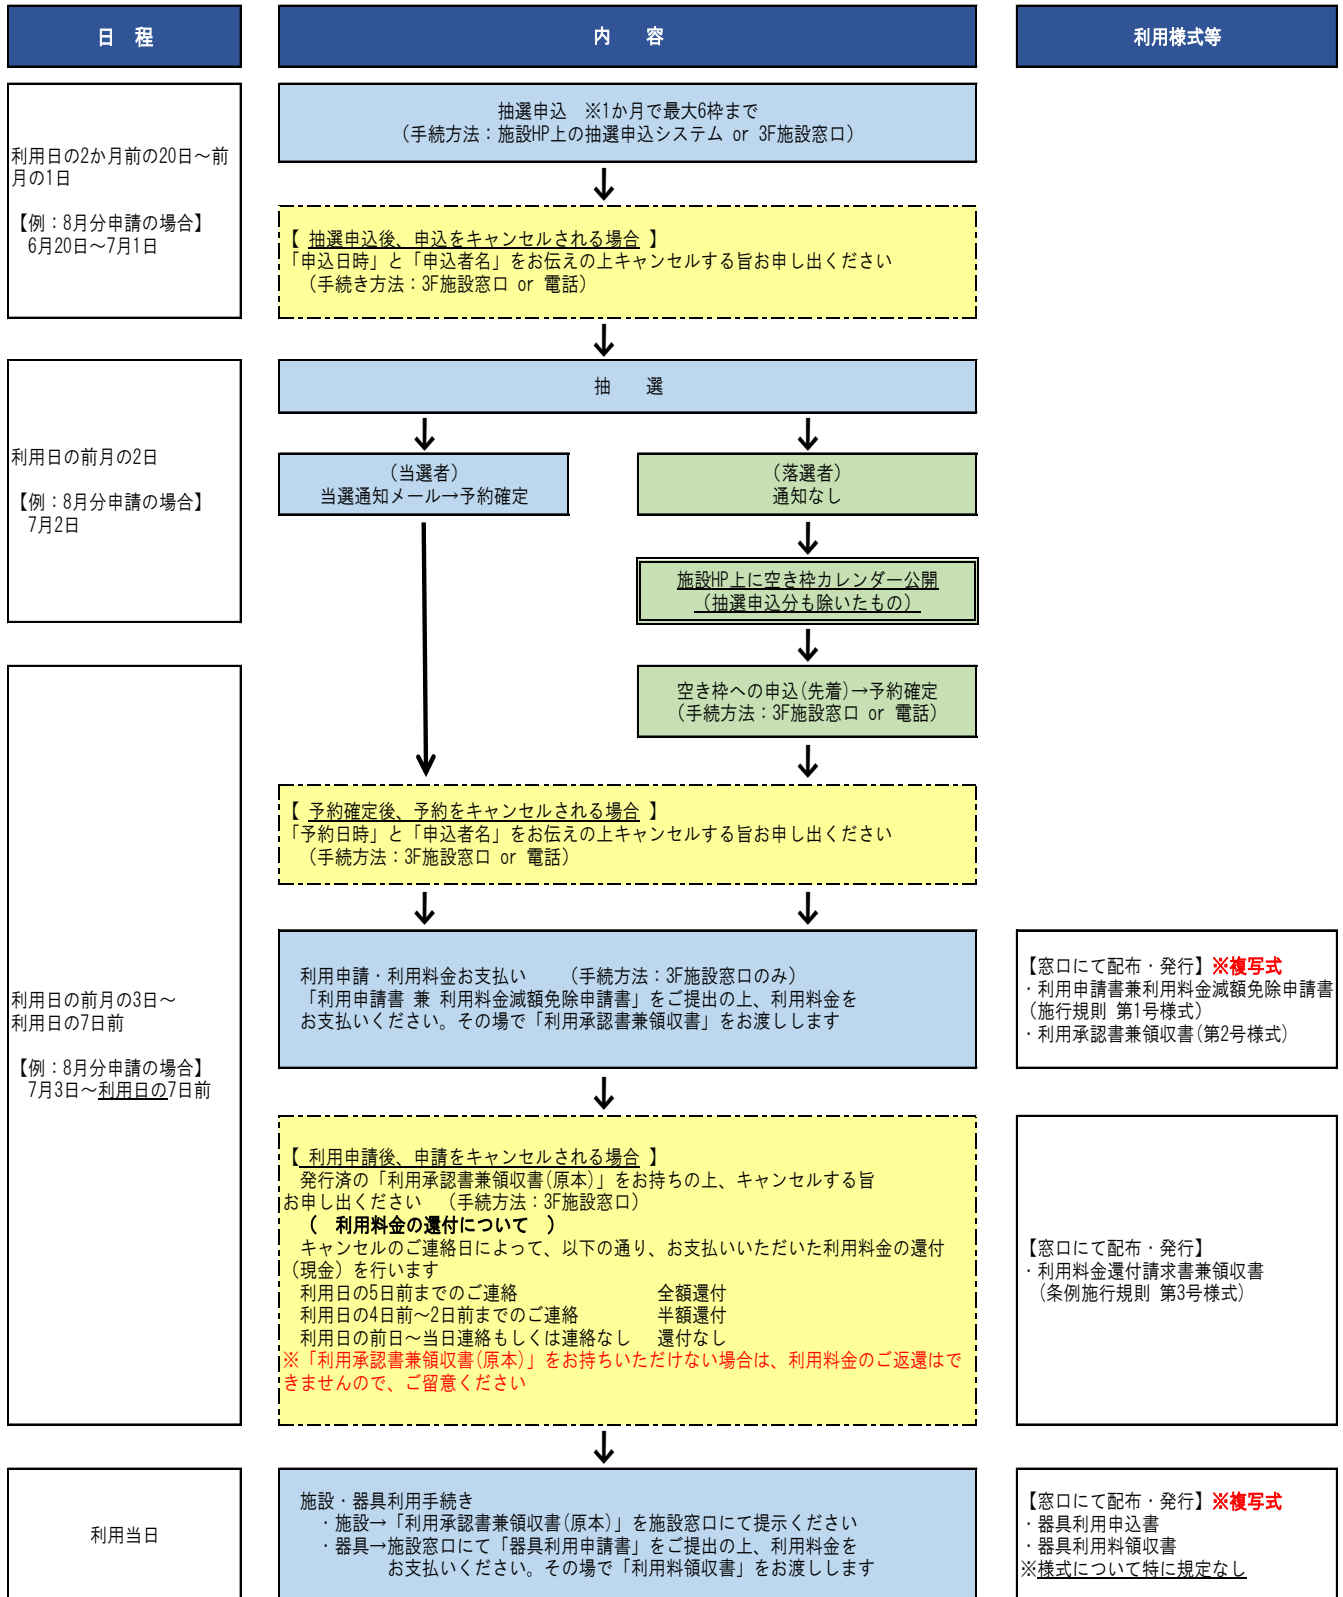 日　程
内　　容
利用様式等
利用日の2か月前の20日～前
月の1日
【例：8月分申請の場合】
6月20日～7月1日
抽選申込　※1か月で最大6枠まで
（手続方法：施設HP上の抽選申込システム or 3F施設窓口）
【 抽選申込後、申込をキャンセルされる場合 】
「申込日時」と「申込者名」をお伝えの上キャンセルする旨お申し出ください
（手続き方法：3F施設窓口 or 電話）
利用日の前月の2日
【例：8月分申請の場合】
7月2日
抽　　選
（当選者）
当選通知メール→予約確定
（落選者）
通知なし
施設HP上に空き枠カレンダー公開
（抽選申込分も除いたもの）
利用日の前月の3日～
利用日の7日前
【例：8月分申請の場合】
7月3日～利用日の7日前
空き枠への申込(先着)→予約確定
（手続方法：3F施設窓口 or 電話）
【 予約確定後、予約をキャンセルされる場合 】
「予約日時」と「申込者名」をお伝えの上キャンセルする旨お申し出ください
（手続方法：3F施設窓口 or 電話）
利用申請・利用料金お支払い　　（手続方法：3F施設窓口のみ）
「利用申請書 兼 利用料金減額免除申請書」をご提出の上、利用料金を
お支払いください。その場で「利用承認書兼領収書」をお渡しします
【窓口にて配布・発行】※複写式
・利用申請書兼利用料金減額免除申請書
（施行規則 第1号様式）
・利用承認書兼領収書(第2号様式)
【 利用申請後、申請をキャンセルされる場合 】
発行済の「利用承認書兼領収書(原本)」をお持ちの上、キャンセルする旨
お申し出ください　（手続方法：3F施設窓口）
（　利用料金の還付について　）
キャンセルのご連絡日によって、以下の通り、お支払いいただいた利用料金の還付
（現金）を行います
利用日の5日前までのご連絡　　全額還付
利用日の4日前～2日前までのご連絡　　半額還付
利用日の前日～当日連絡もしくは連絡なし　還付なし
※「利用承認書兼領収書(原本)」をお持ちいただけない場合は、利用料金のご返還はで
きませんので、ご留意ください
【窓口にて配布・発行】
・利用料金還付請求書兼領収書
（条例施行規則 第3号様式）
利用当日
施設・器具利用手続き
・施設→「利用承認書兼領収書(原本)」を施設窓口にて提示ください
・器具→施設窓口にて「器具利用申請書」をご提出の上、利用料金を
お支払いください。その場で「利用料領収書」をお渡しします
【窓口にて配布・発行】※複写式
・器具利用申込書
・器具利用料領収書
※様式について特に規定なし